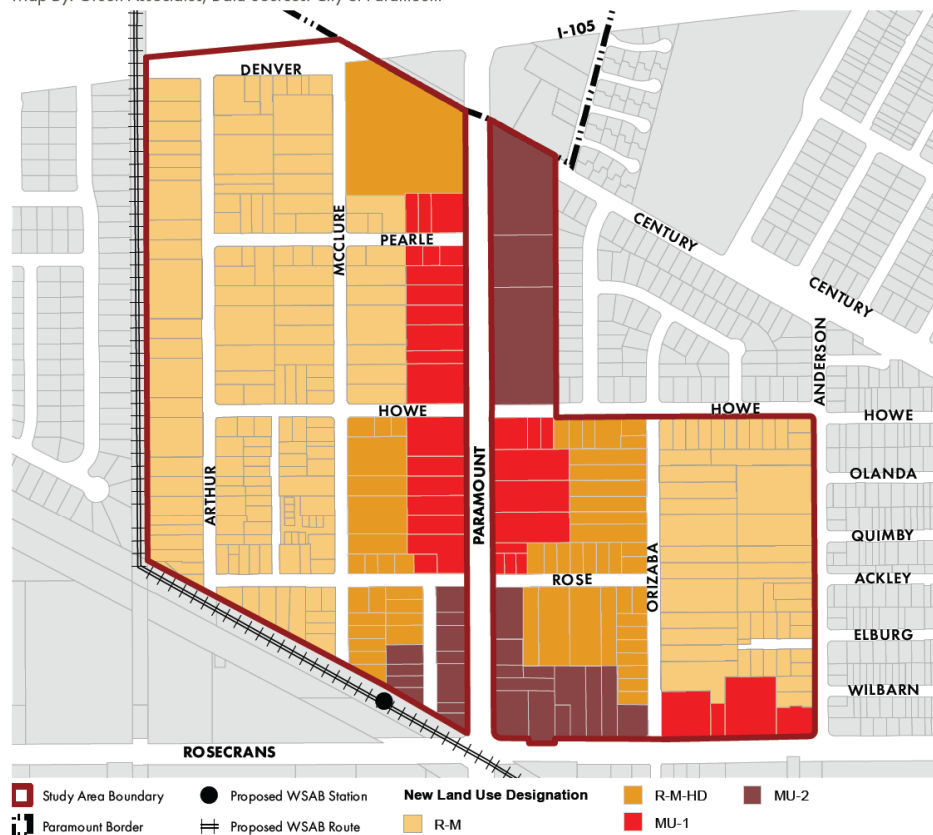 I-105
DENVER
MCCLURE
PEARLE
CENTURY
CENTURY
ANDERSON
HOWE
HOWE
HOWE
OLANDA
ARTHUR
PARAMOUNT
QUIMBY
ORIZABA
ROSE
ACKLEY
ELBURG
WILBARN
ROSECRANS
Study Area Boundary
Proposed WSAB Station
New Land Use Designation
R-M-HD
MU-2
Paramount Border
Proposed WSAB Route
R-M
MU-1